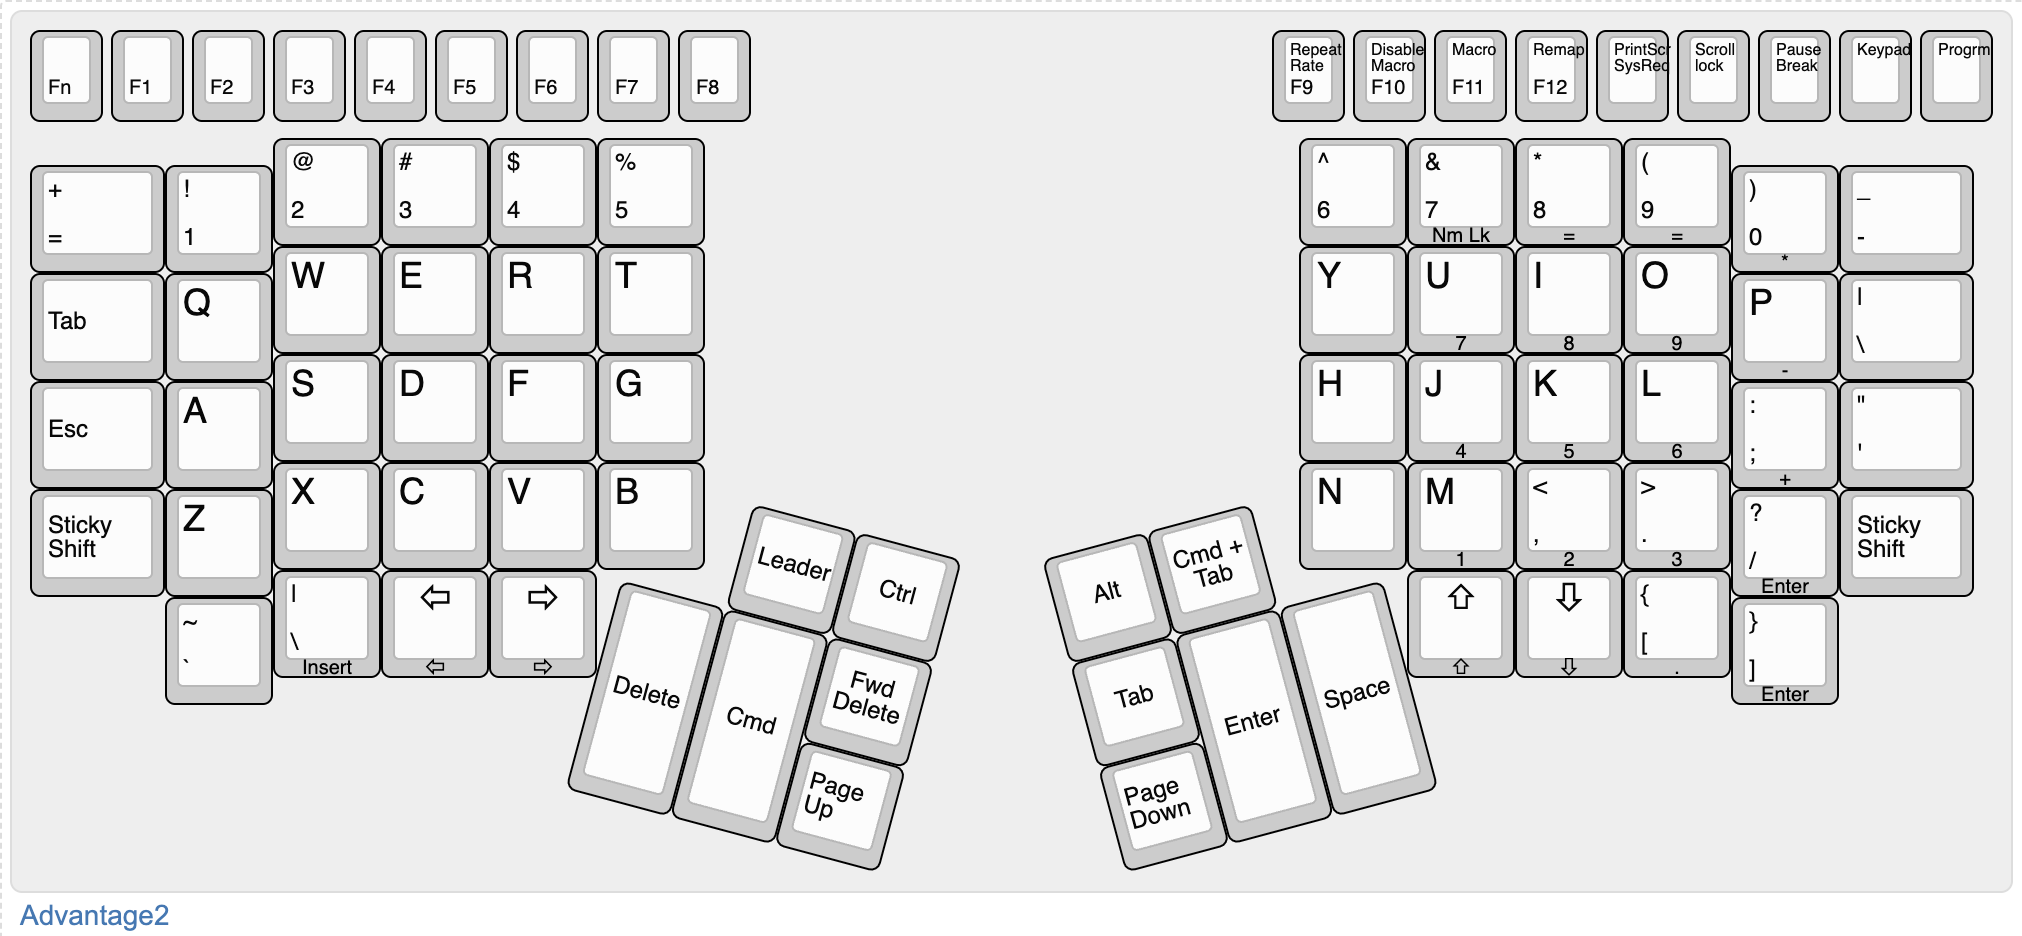 Fn
F1
F2
F3
F4
F5
F6
F7
F8
Repeat
Rate
F9
Disable
Macro
F10
Macro
F11
Remap
F12
PrintScr
SysReq
Scroll
lock
Pause
Break
Keypad
Progrm
+
=
!
1
@
2
#
3
$
4
%
5
^
6
&
7
Nm Lk
*
8
=
(
9
=
)
0
*
_
-
Tab
Q
W
E
R
T
Y
U
7
I
8
O
9
P
-
|
\
Esc
A
S
D
F
G
H
J
4
K
5
L
6
:
;
+
"
'
Sticky
Shift
Z
X
C
V
B
N
M
1
<
,
2
>
.
3
?
/
Enter
Sticky
Shift
~
`
|
\
Insert
⇦
⇦
⇨
⇨
⇧
⇧
⇩
⇩
{
[
.
}
]
Enter
Leader
Ctrl
Delete
Cmd
Fwd
Delete
Page
Up
Alt
Cmd +
Tab
Tab
Enter
Space
Page
Down
Advantage2